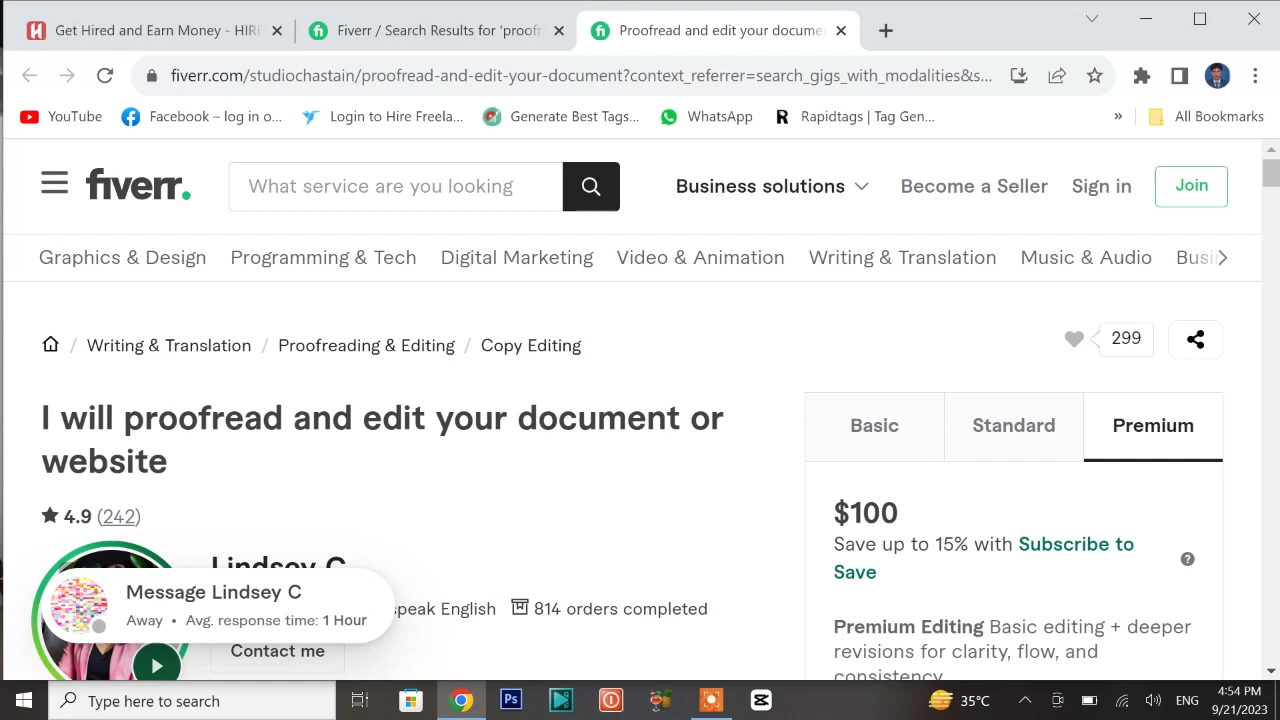 Get Hired and Earn Money - HIRE
Fiverr / Search Results for 'proof
Proofread and edit your docume
fiverr.com/studiochastain/proofread-and-edit-your-document?context_referrer=search_gigs_with_modalities&s...
YouTube
Facebook – log in o...
Login to Hire Freela...
Generate Best Tags...
WhatsApp
Rapidtags | Tag Gen...
»
All Bookmarks
fiverr.
What service are you looking
Business solutions
Become a Seller
Sign in
Join
Graphics & Design
Programming & Tech
Digital Marketing
Video & Animation
Writing & Translation
Music & Audio
Busi
Writing & Translation / Proofreading & Editing / Copy Editing
299
I will proofread and edit your document or
website
4.9 (242)
Lindsey C
Message Lindsey C
Away • Avg. response time: 1 Hour
speak English
814 orders completed
Contact me
Basic
Standard
Premium
$100
Save up to 15% with Subscribe to
Save
Premium Editing Basic editing + deeper
revisions for clarity, flow, and
consistency
Type here to search
Ps
35°C
ENG
4:54 PM
9/21/2023